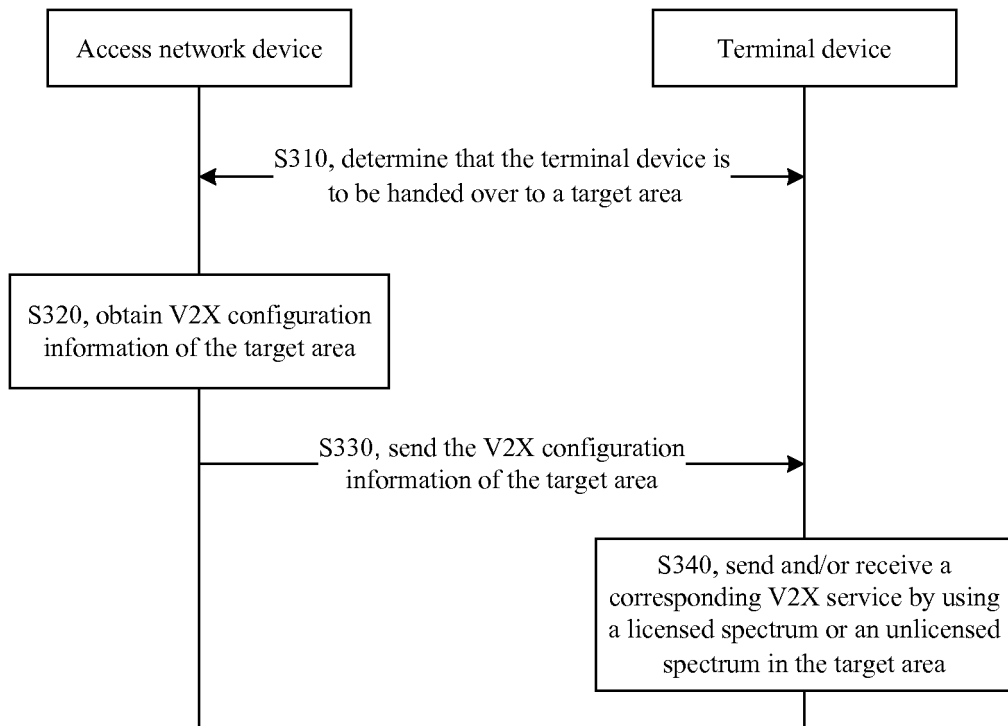 Access network device
Terminal device
S310, determine that the terminal device is
to be handed over to a target area
S320, obtain V2X configuration
information of the target area
S330, send the V2X configuration
information of the target area
S340, send and/or receive a
corresponding V2X service by using
a licensed spectrum or an unlicensed
spectrum in the target area